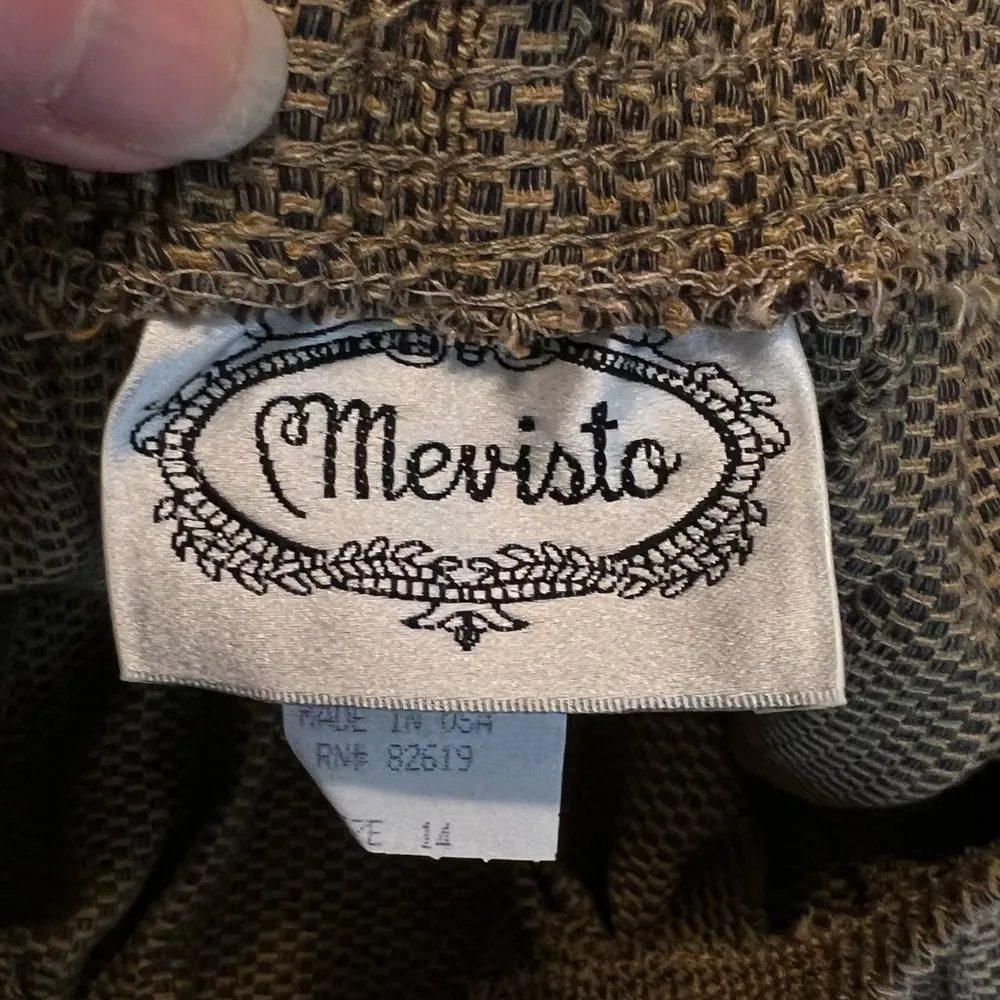 Mevisto
MADE IN USA
RN# 82619
14